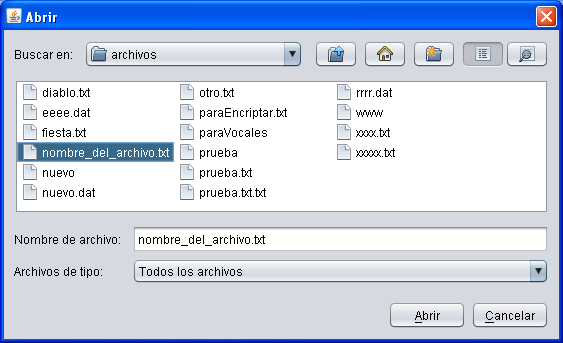 Abrir
Buscar en: archivos
diablo.txt
eeee.dat
fiesta.txt
nombre_del_archivo.txt
nuevo
nuevo.dat
otro.txt
paraEncriptar.txt
paraVocales
prueba
prueba.txt
prueba.txt.txt
rrrr.dat
www
xxxx.txt
xxxxx.txt
Nombre de archivo: nombre_del_archivo.txt
Archivos de tipo: Todos los archivos
Abrir Cancelar